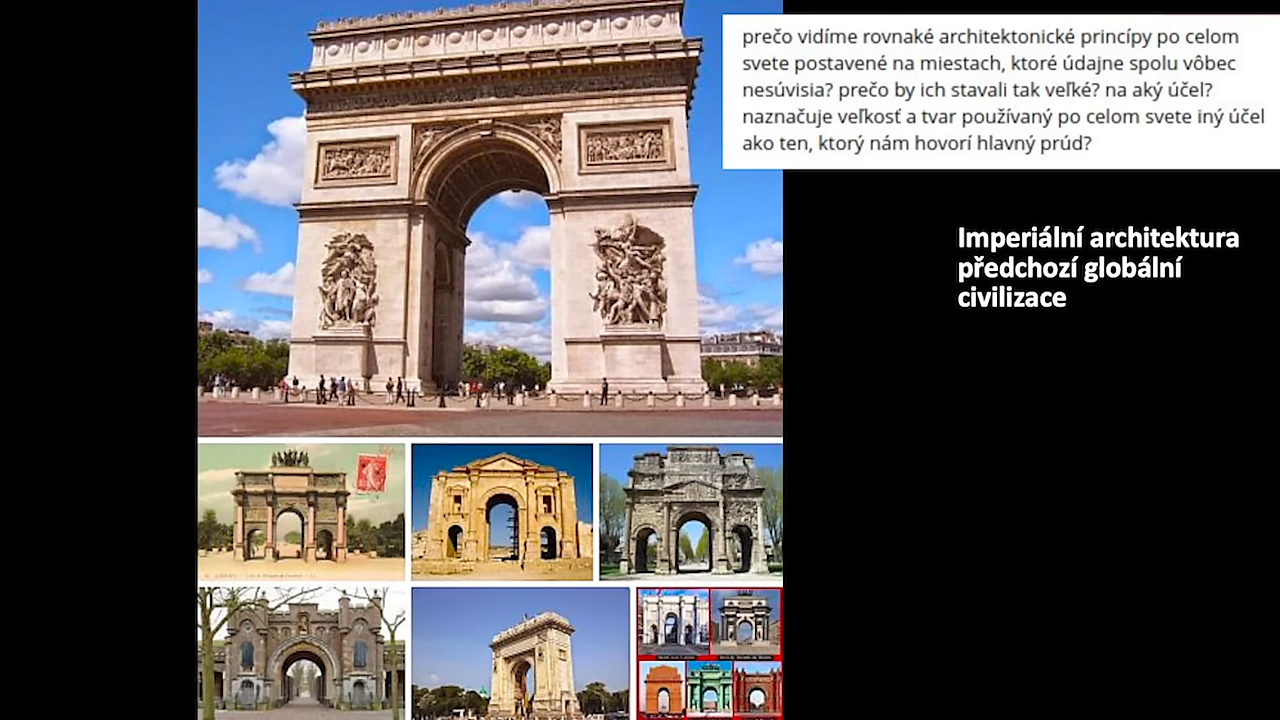 prečo vidíme rovnaké architektonické princípy po celom
svete postavené na miestach, ktoré údajne spolu vôbec
nesúvisia? prečo by ich stavali tak veľké? na aký účel?
naznačuje veľkosť a tvar používaný po celom svete iný účel
ako ten, ktorý nám hovorí hlavný prúd?
Imperiální architektura
předchozí globální
civilizace